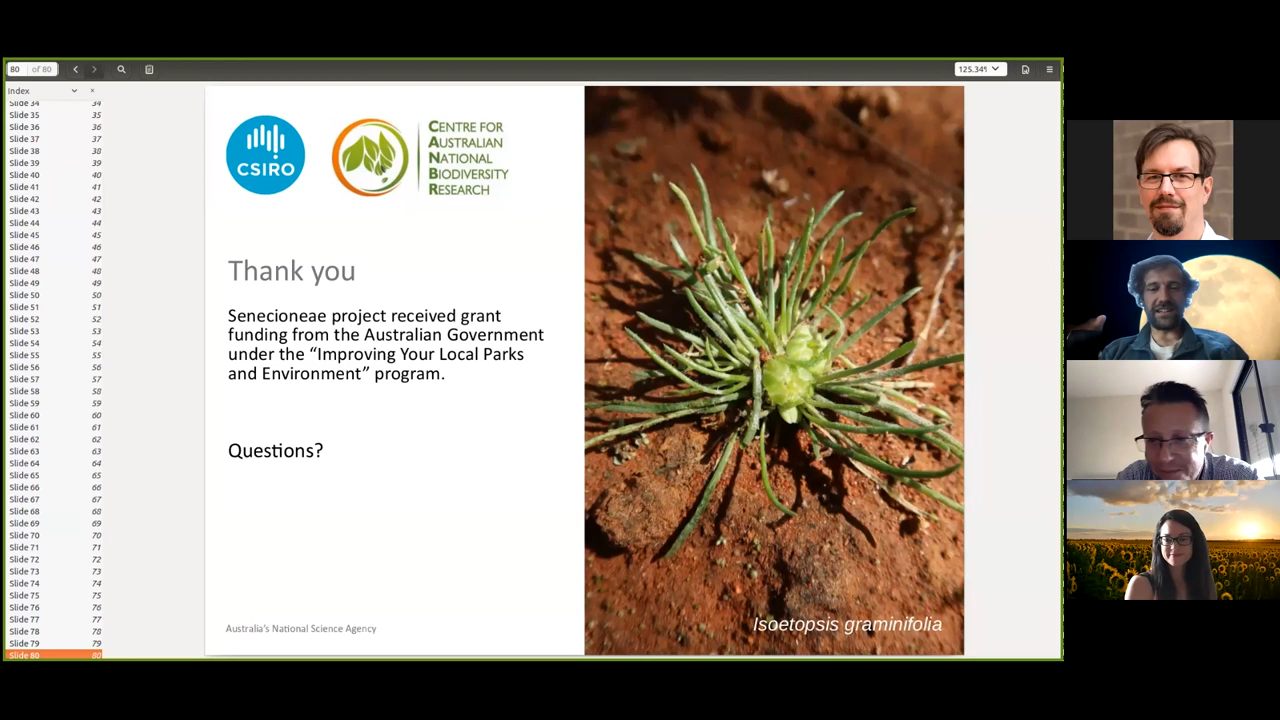 80 of 80
125.34%
Index
Slide 34 34
Slide 35 35
Slide 36 36
Slide 37 37
Slide 38 38
Slide 39 39
Slide 40 40
Slide 41 41
Slide 42 42
Slide 43 43
Slide 44 44
Slide 45 45
Slide 46 46
Slide 47 47
Slide 48 48
Slide 49 49
Slide 50 50
Slide 51 51
Slide 52 52
Slide 53 53
Slide 54 54
Slide 55 55
Slide 56 56
Slide 57 57
Slide 58 58
Slide 59 59
Slide 60 60
Slide 61 61
Slide 62 62
Slide 63 63
Slide 64 64
Slide 65 65
Slide 66 66
Slide 67 67
Slide 68 68
Slide 69 69
Slide 70 70
Slide 71 71
Slide 72 72
Slide 73 73
Slide 74 74
Slide 75 75
Slide 76 76
Slide 77 77
Slide 78 78
Slide 79 79
Slide 80 80
CSIRO
CENTRE FOR
AUSTRALIAN
NATIONAL
BIODIVERSITY
RESEARCH
Thank you
Senecioneae project received grant
funding from the Australian Government
under the “Improving Your Local Parks
and Environment” program.
Questions?
Australia’s National Science Agency
Isoetopsis graminifolia